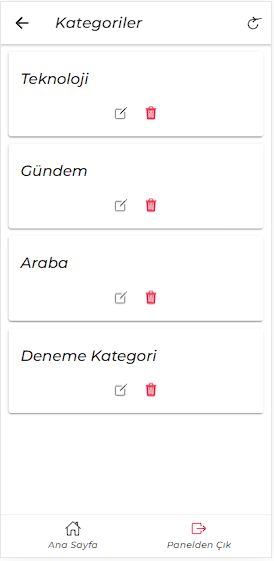 Kategoriler
Teknoloji
Gündem
Araba
Deneme Kategori
Ana Sayfa
Panelden Çık